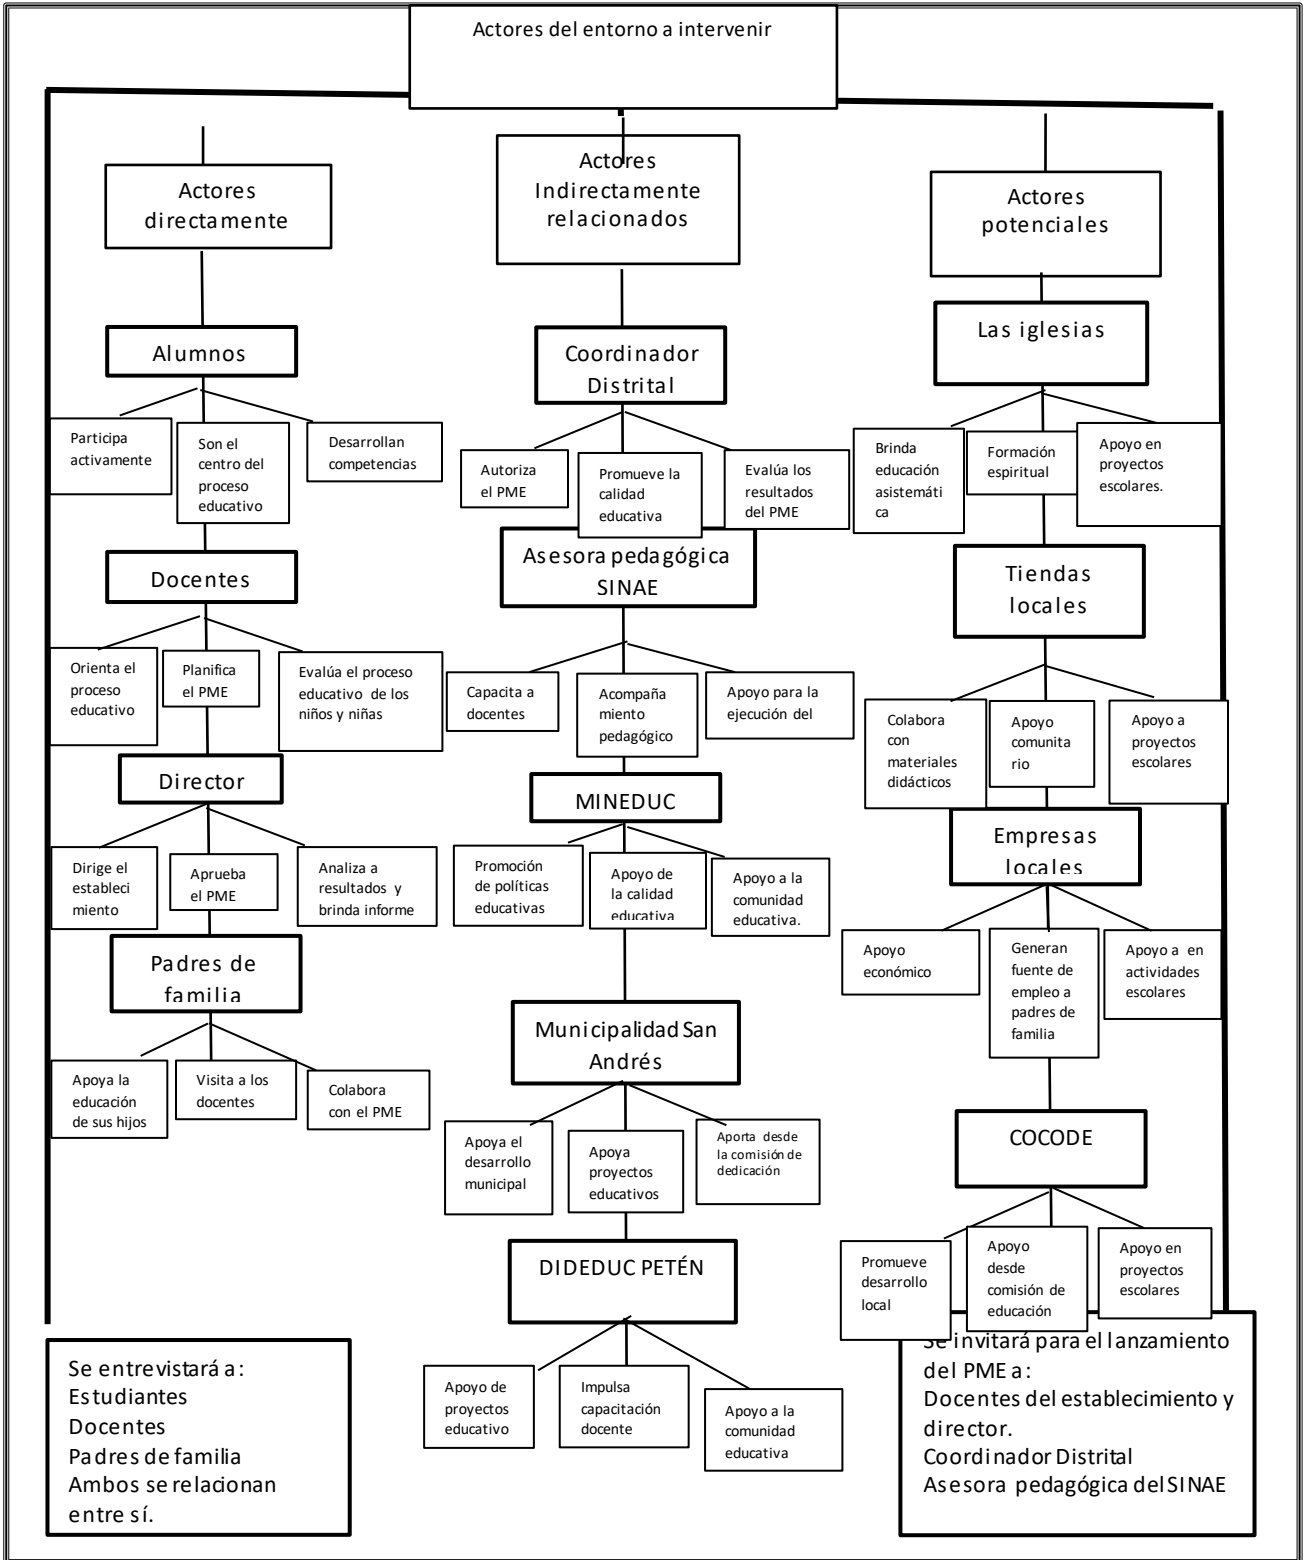 Actores del entorno a intervenir
Actores
directamente
Alumnos
Participa
activamente
Son el
centro del
proceso
educativo
Desarrollan
competencias
Docentes
Orienta el
proceso
educativo
Planifica
el PME
Evalúa el proceso
educativo de los
niños y niñas
Director
Dirige el
estableci
miento
Aprueba
el PME
Analiza a
resultados y
brinda informe
Padres de
familia
Apoya la
educación
de sus hijos
Visita a los
docentes
Colabora
con el PME
Se entrevistará a:
Estudiantes
Docentes
Padres de familia
Ambos se relacionan
entre sí.
Actores
Indirectamente
relacionados
Coordinador
Distrital
Autoriza
el PME
Promueve la
calidad
educativa
Evalúa los
resultados
del PME
Asesora pedagógica
SINAE
Capacita a
docentes
Acompaña
miento
pedagógico
Apoyo para la
ejecución del
MINEDUC
Promoción
de políticas
educativas
Apoyo de
la calidad
educativa
Apoyo a la
comunidad
educativa.
Municipalidad San
Andrés
Apoya el
desarrollo
municipal
Apoya
proyectos
educativos
Aporta desde
la comisión de
dedicación
DIDEDUC PETÉN
Apoyo de
proyectos
educativo
Impulsa
capacitación
docente
Apoyo a la
comunidad
educativa
Actores
potenciales
Las iglesias
Brinda
educación
asistemáti
ca
Formación
espiritual
Apoyo en
proyectos
escolares.
Tiendas
locales
Colabora
con
materiales
didácticos
Apoyo
comunita
rio
Apoyo a
proyectos
escolares
Empresas
locales
Apoyo
económico
Generan
fuente de
empleo a
padres de
familia
Apoyo a en
actividades
escolares
COCODE
Promueve
desarrollo
local
Apoyo
desde
comisión de
educación
Apoyo en
proyectos
escolares
Se invitará para el lanzamiento
del PME a:
Docentes del establecimiento y
director.
Coordinador Distrital
Asesora pedagógica del SINAE